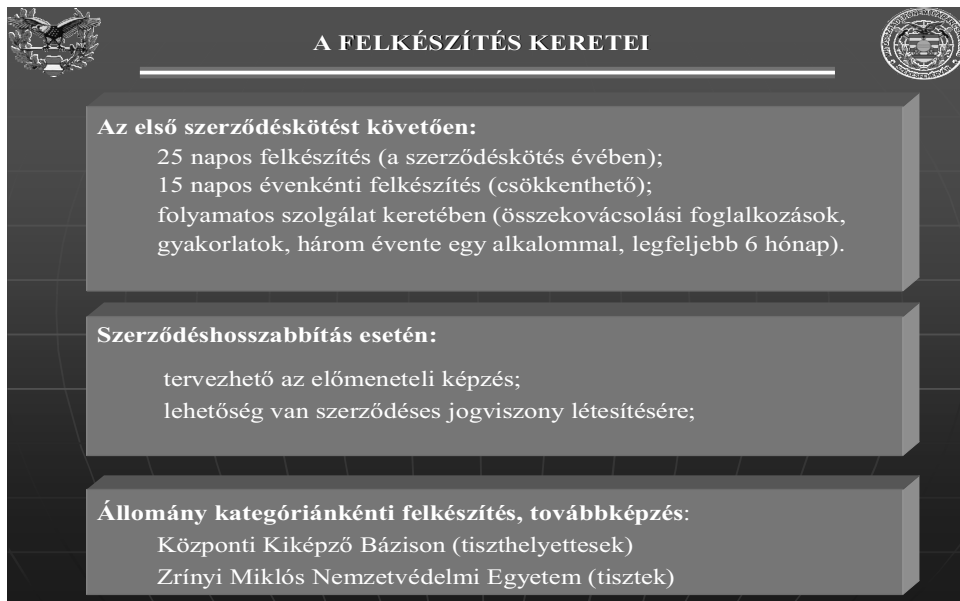 A FELKÉSZÍTÉS KERETEI
Az első szerződéskötést követően:
25 napos felkészítés (a szerződéskötés évében);
15 napos évenkénti felkészítés (csökkenthető);
folyamatos szolgálat keretében (összekovácsolási foglalkozások,
gyakorlatok, három évente egy alkalommal, legfeljebb 6 hónap).
Szerződéshosszabbítás esetén:
tervezhető az előmeneteli képzés;
lehetőség van szerződéses jogviszony létesítésére;
Állomány kategóriánkénti felkészítés, továbbképzés:
Központi Kiképző Bázison (tiszthelyettesek)
Zrínyi Miklós Nemzetvédelmi Egyetem (tisztek)